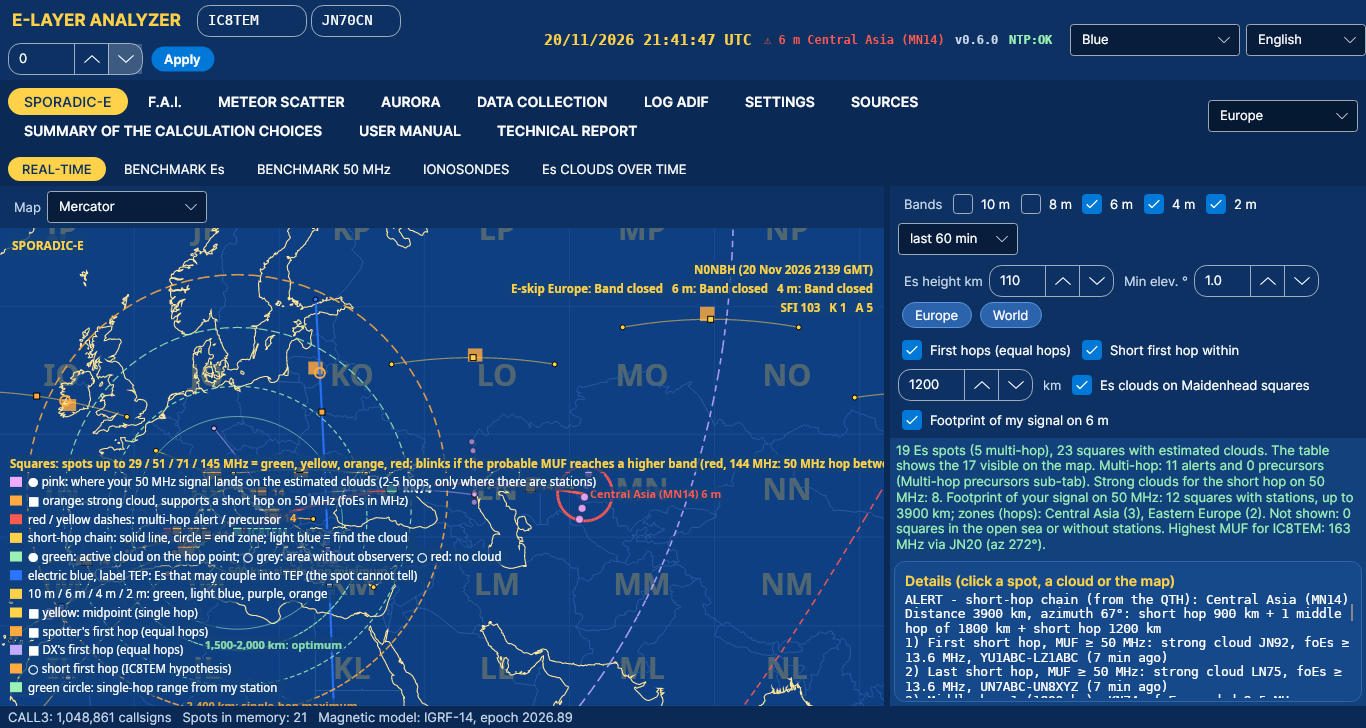 E-LAYER ANALYZER
IC8TEM
JN70CN
20/11/2026 21:41:47 UTC
⚠ 6 m Central Asia (MN14)
v0.6.0
NTP:OK
Blue
English
0
Apply
SPORADIC-E
F.A.I.
METEOR SCATTER
AURORA
DATA COLLECTION
LOG ADIF
SETTINGS
SOURCES
SUMMARY OF THE CALCULATION CHOICES
USER MANUAL
TECHNICAL REPORT
Europe
REAL-TIME
BENCHMARK Es
BENCHMARK 50 MHz
IONOSONDES
Es CLOUDS OVER TIME
Map
Mercator
SPORADIC-E
IP
JP
KP
LP
MP
NP
N0NBH (20 Nov 2026 2139 GMT)
E-skip Europe: Band closed 6 m: Band closed 4 m: Band closed
SFI 103 K 1 A 5
IO
KO
LO
MO
NO
Squares: spots up to 29 / 51 / 71 / 145 MHz = green, yellow, orange, red; blinks if the probable MUF reaches a higher band (red, 144 MHz: 50 MHz hop betwe
pink: where your 50 MHz signal lands on the estimated clouds (2-5 hops, only where there are stations)
orange: strong cloud, supports a short hop on 50 MHz (foEs in MHz)
red / yellow dashes: multi-hop alert / precursor
short-hop chain: solid line, circle = end zone; light blue = find the cloud
green: active cloud on the hop point; ○ grey: area without observers; ○ red: no cloud
electric blue, label TEP: Es that may couple into TEP (the spot cannot tell)
10 m / 6 m / 4 m / 2 m: green, light blue, purple, orange
yellow: midpoint (single hop)
spotter's first hop (equal hops)
DX's first hop (equal hops)
short first hop (IC8TEM hypothesis)
green circle: single-hop range from my station
4
Central Asia (MN14) 6 m
LN
MN
NN
KM
LM
MM
NM
1,500-2,000 km: optimum
KL
LL
ML
NL
2,400 km: single-hop maximum
Bands
10 m
8 m
6 m
4 m
2 m
last 60 min
Es height km
110
Min elev. °
1.0
Europe
World
First hops (equal hops)
Short first hop within
1200
km
Es clouds on Maidenhead squares
Footprint of my signal on 6 m
19 Es spots (5 multi-hop), 23 squares with estimated clouds. The table
shows the 17 visible on the map. Multi-hop: 11 alerts and 0 precursors
(Multi-hop precursors sub-tab). Strong clouds for the short hop on 50
MHz: 8. Footprint of your signal on 50 MHz: 12 squares with stations, up to
3900 km; zones (hops): Central Asia (3), Eastern Europe (2). Not shown: 0
squares in the open sea or without stations. Highest MUF for IC8TEM: 163
MHz via JN20 (az 272°).
Details (click a spot, a cloud or the map)
ALERT - short-hop chain (from the QTH): Central Asia (MN14)
Distance 3900 km, azimuth 67°: short hop 900 km + 1 middle
hop of 1800 km + short hop 1200 km
1) First short hop, MUF ≥ 50 MHz: strong cloud JN92, foEs ≥
13.6 MHz, YU1ABC-LZ1ABC (7 min ago)
2) Last short hop, MUF ≥ 50 MHz: strong cloud LN75, foEs ≥
13.6 MHz, UN7ABC-UN8XYZ (7 min ago)
CALL3: 1,048,861 callsigns
Spots in memory: 21
Magnetic model: IGRF-14, epoch 2026.89